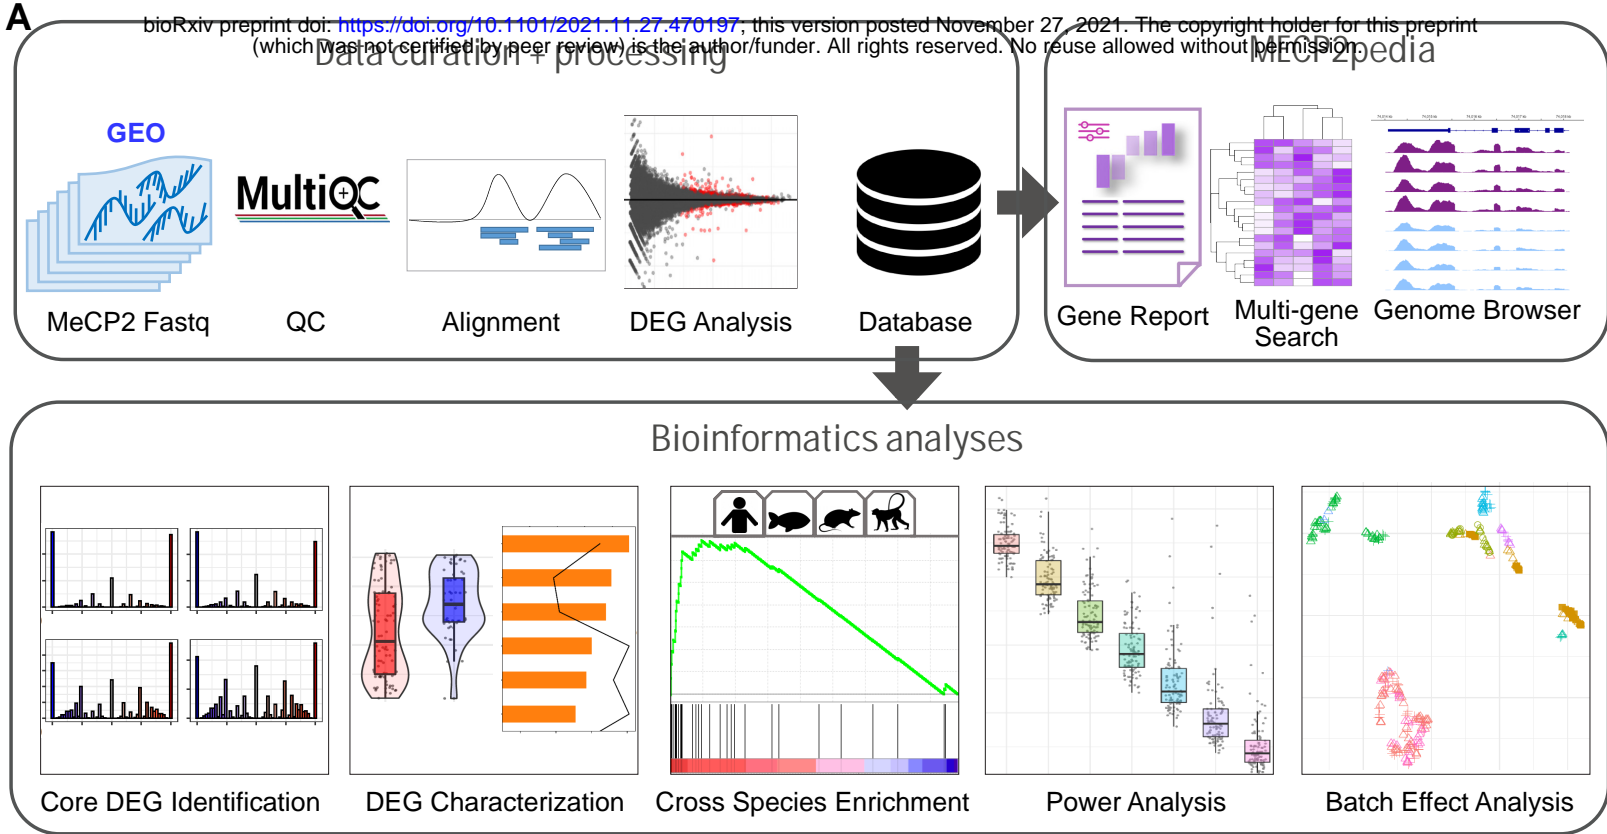 A
bioRxiv preprint doi: https://doi.org/10.1101/2021.11.27.470197; this version posted November 27, 2021. The copyright holder for this preprint
(which was not certified by peer review) is the author/funder. All rights reserved. No reuse allowed without permission.
Data curation + processing
MECP2pedia
GEO
MultiQC
MeCP2 Fastq
QC
Alignment
DEG Analysis
Database
Gene Report
Multi-gene
Search
Genome Browser
Bioinformatics analyses
Core DEG Identification
DEG Characterization
Cross Species Enrichment
Power Analysis
Batch Effect Analysis